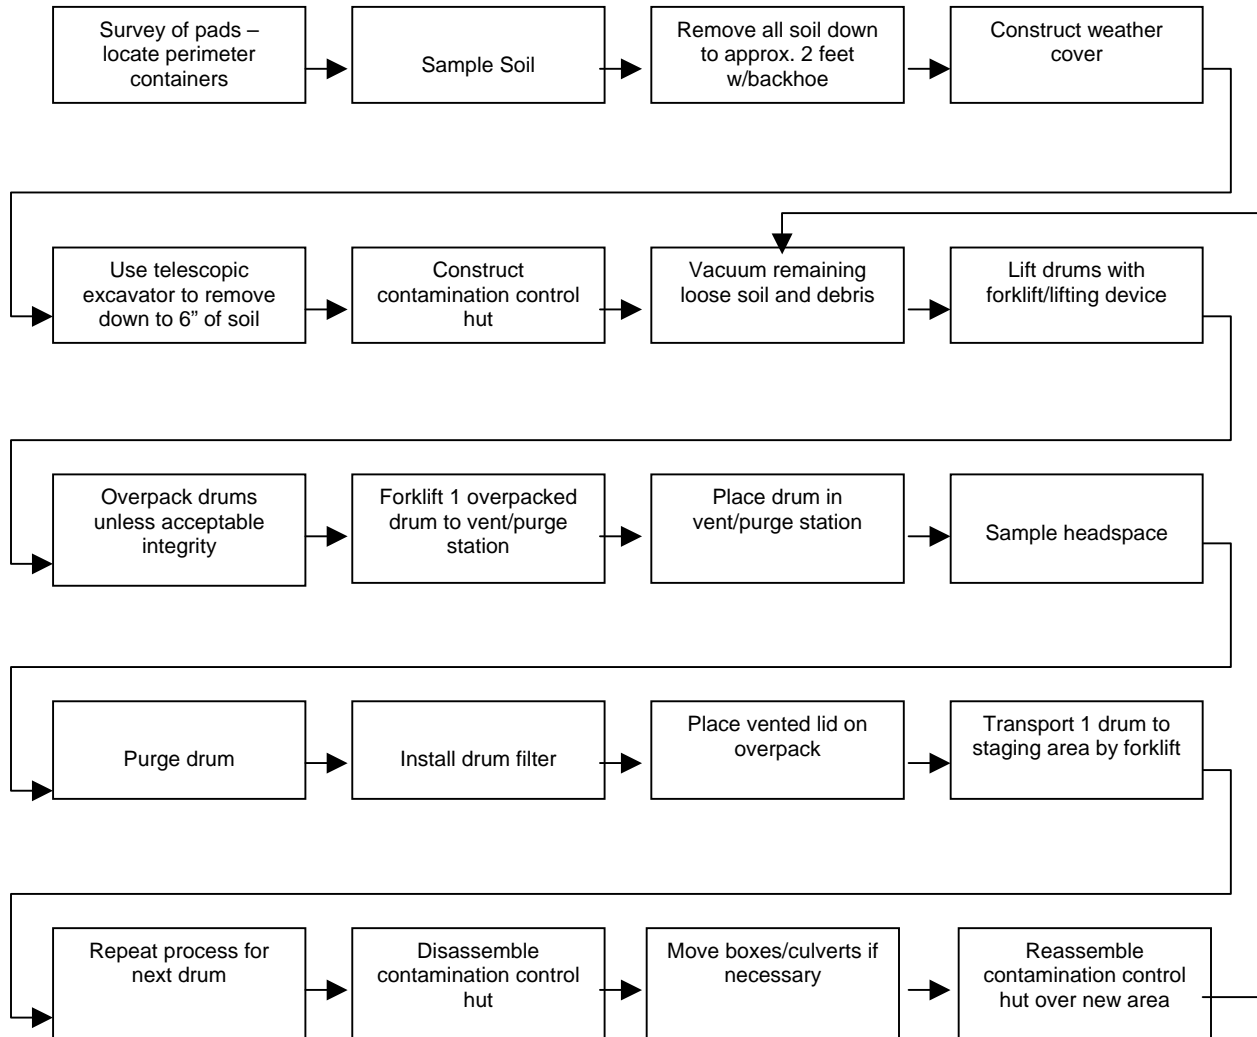 Survey of pads –
locate perimeter
containers
Sample Soil
Remove all soil down
to approx. 2 feet
w/backhoe
Construct weather
cover
Use telescopic
excavator to remove
down to 6” of soil
Construct
contamination control
hut
Vacuum remaining
loose soil and debris
Lift drums with
forklift/lifting device
Overpack drums
unless acceptable
integrity
Forklift 1 overpacked
drum to vent/purge
station
Place drum in
vent/purge station
Sample headspace
Purge drum
Install drum filter
Place vented lid on
overpack
Transport 1 drum to
staging area by forklift
Repeat process for
next drum
Disassemble
contamination control
hut
Move boxes/culverts if
necessary
Reassemble
contamination control
hut over new area